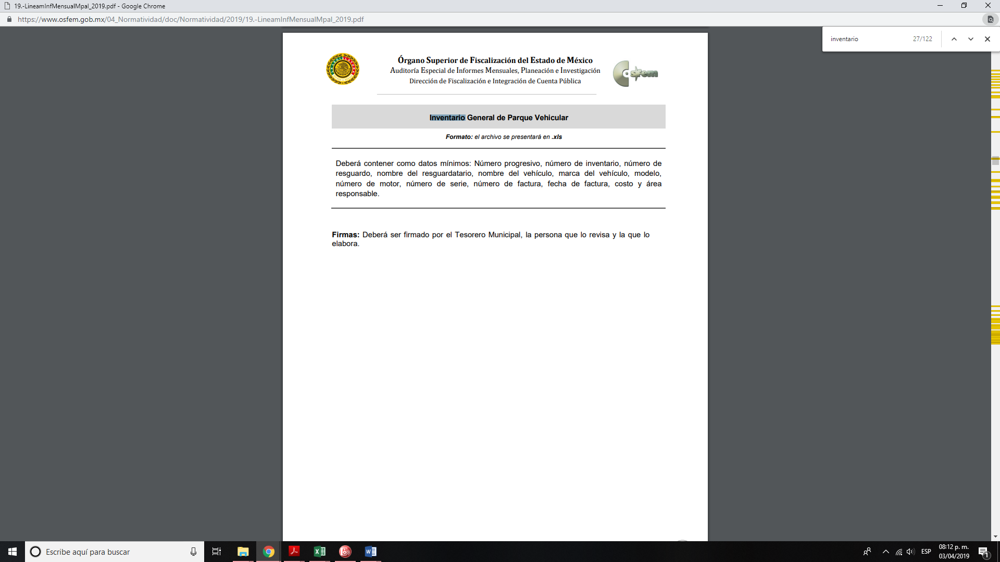 19.-LineamInfMensualMpal_2019.pdf - Google Chrome
https://www.osfem.gob.mx/04_Normatividad/doc/Normatividad/2019/19.-LineamInfMensualMpal_2019.pdf
inventario 27/122
Órgano Superior de Fiscalización del Estado de México
Auditoría Especial de Informes Mensuales, Planeación e Investigación
Dirección de Fiscalización e Integración de Cuenta Pública
osfem
Inventario General de Parque Vehicular
Formato: el archivo se presentará en .xls
Deberá contener como datos mínimos: Número progresivo, número de inventario, número de
resguardo, nombre del resguardatario, nombre del vehículo, marca del vehículo, modelo,
número de motor, número de serie, número de factura, fecha de factura, costo y área
responsable.
Firmas: Deberá ser firmado por el Tesorero Municipal, la persona que lo revisa y la que lo
elabora.
Escribe aquí para buscar
ESP
08:12 p. m.
03/04/2019
1